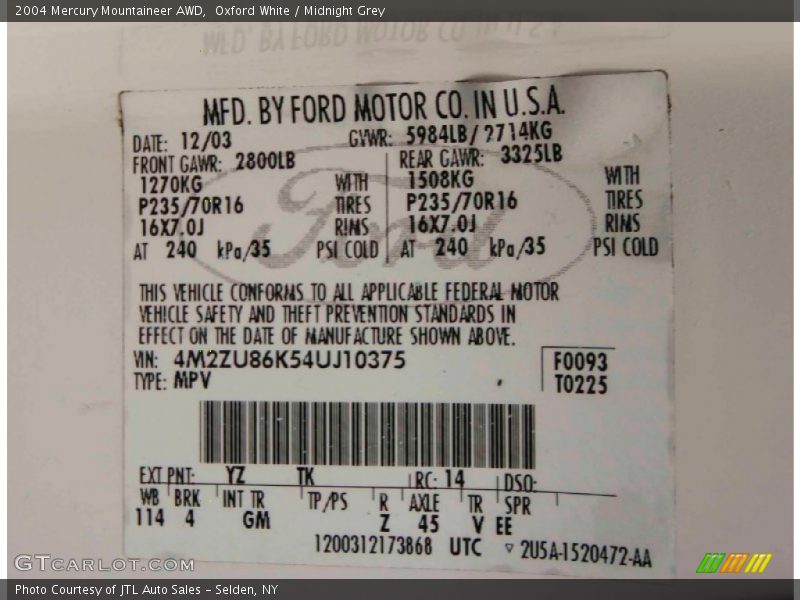 2004 Mercury Mountaineer AWD,  Oxford White / Midnight Grey
MFD. BY FORD MOTOR CO. IN U.S.A.
DATE: 12/03 GVWR: 5984LB/ 2714KG
FRONT GAWR: 2800LB REAR GAWR: 3325LB
1270KG WITH 1508KG WITH
P235/70R16 TIRES P235/70R16 TIRES
16X7.0J RIMS 16X7.0J RIMS
AT 240 kPa/35 PSI COLD AT 240 kPa/35 PSI COLD
Ford
THIS VEHICLE CONFORMS TO ALL APPLICABLE FEDERAL MOTOR
VEHICLE SAFETY AND THEFT PREVENTION STANDARDS IN
EFFECT ON THE DATE OF MANUFACTURE SHOWN ABOVE.
VIN: 4M2ZU86K54UJ10375 F0093
TYPE: MPV T0225
EXT PNT: YZ TK RC: 14 DSO:
WB BRK INT TR TP/PS R AXLE TR SPR
114 4 GM Z 45 V EE
1200312173868 UTC ▽ 2U5A-1520472-AA
GTCARLOT.COM
Photo Courtesy of JTL Auto Sales - Selden, NY